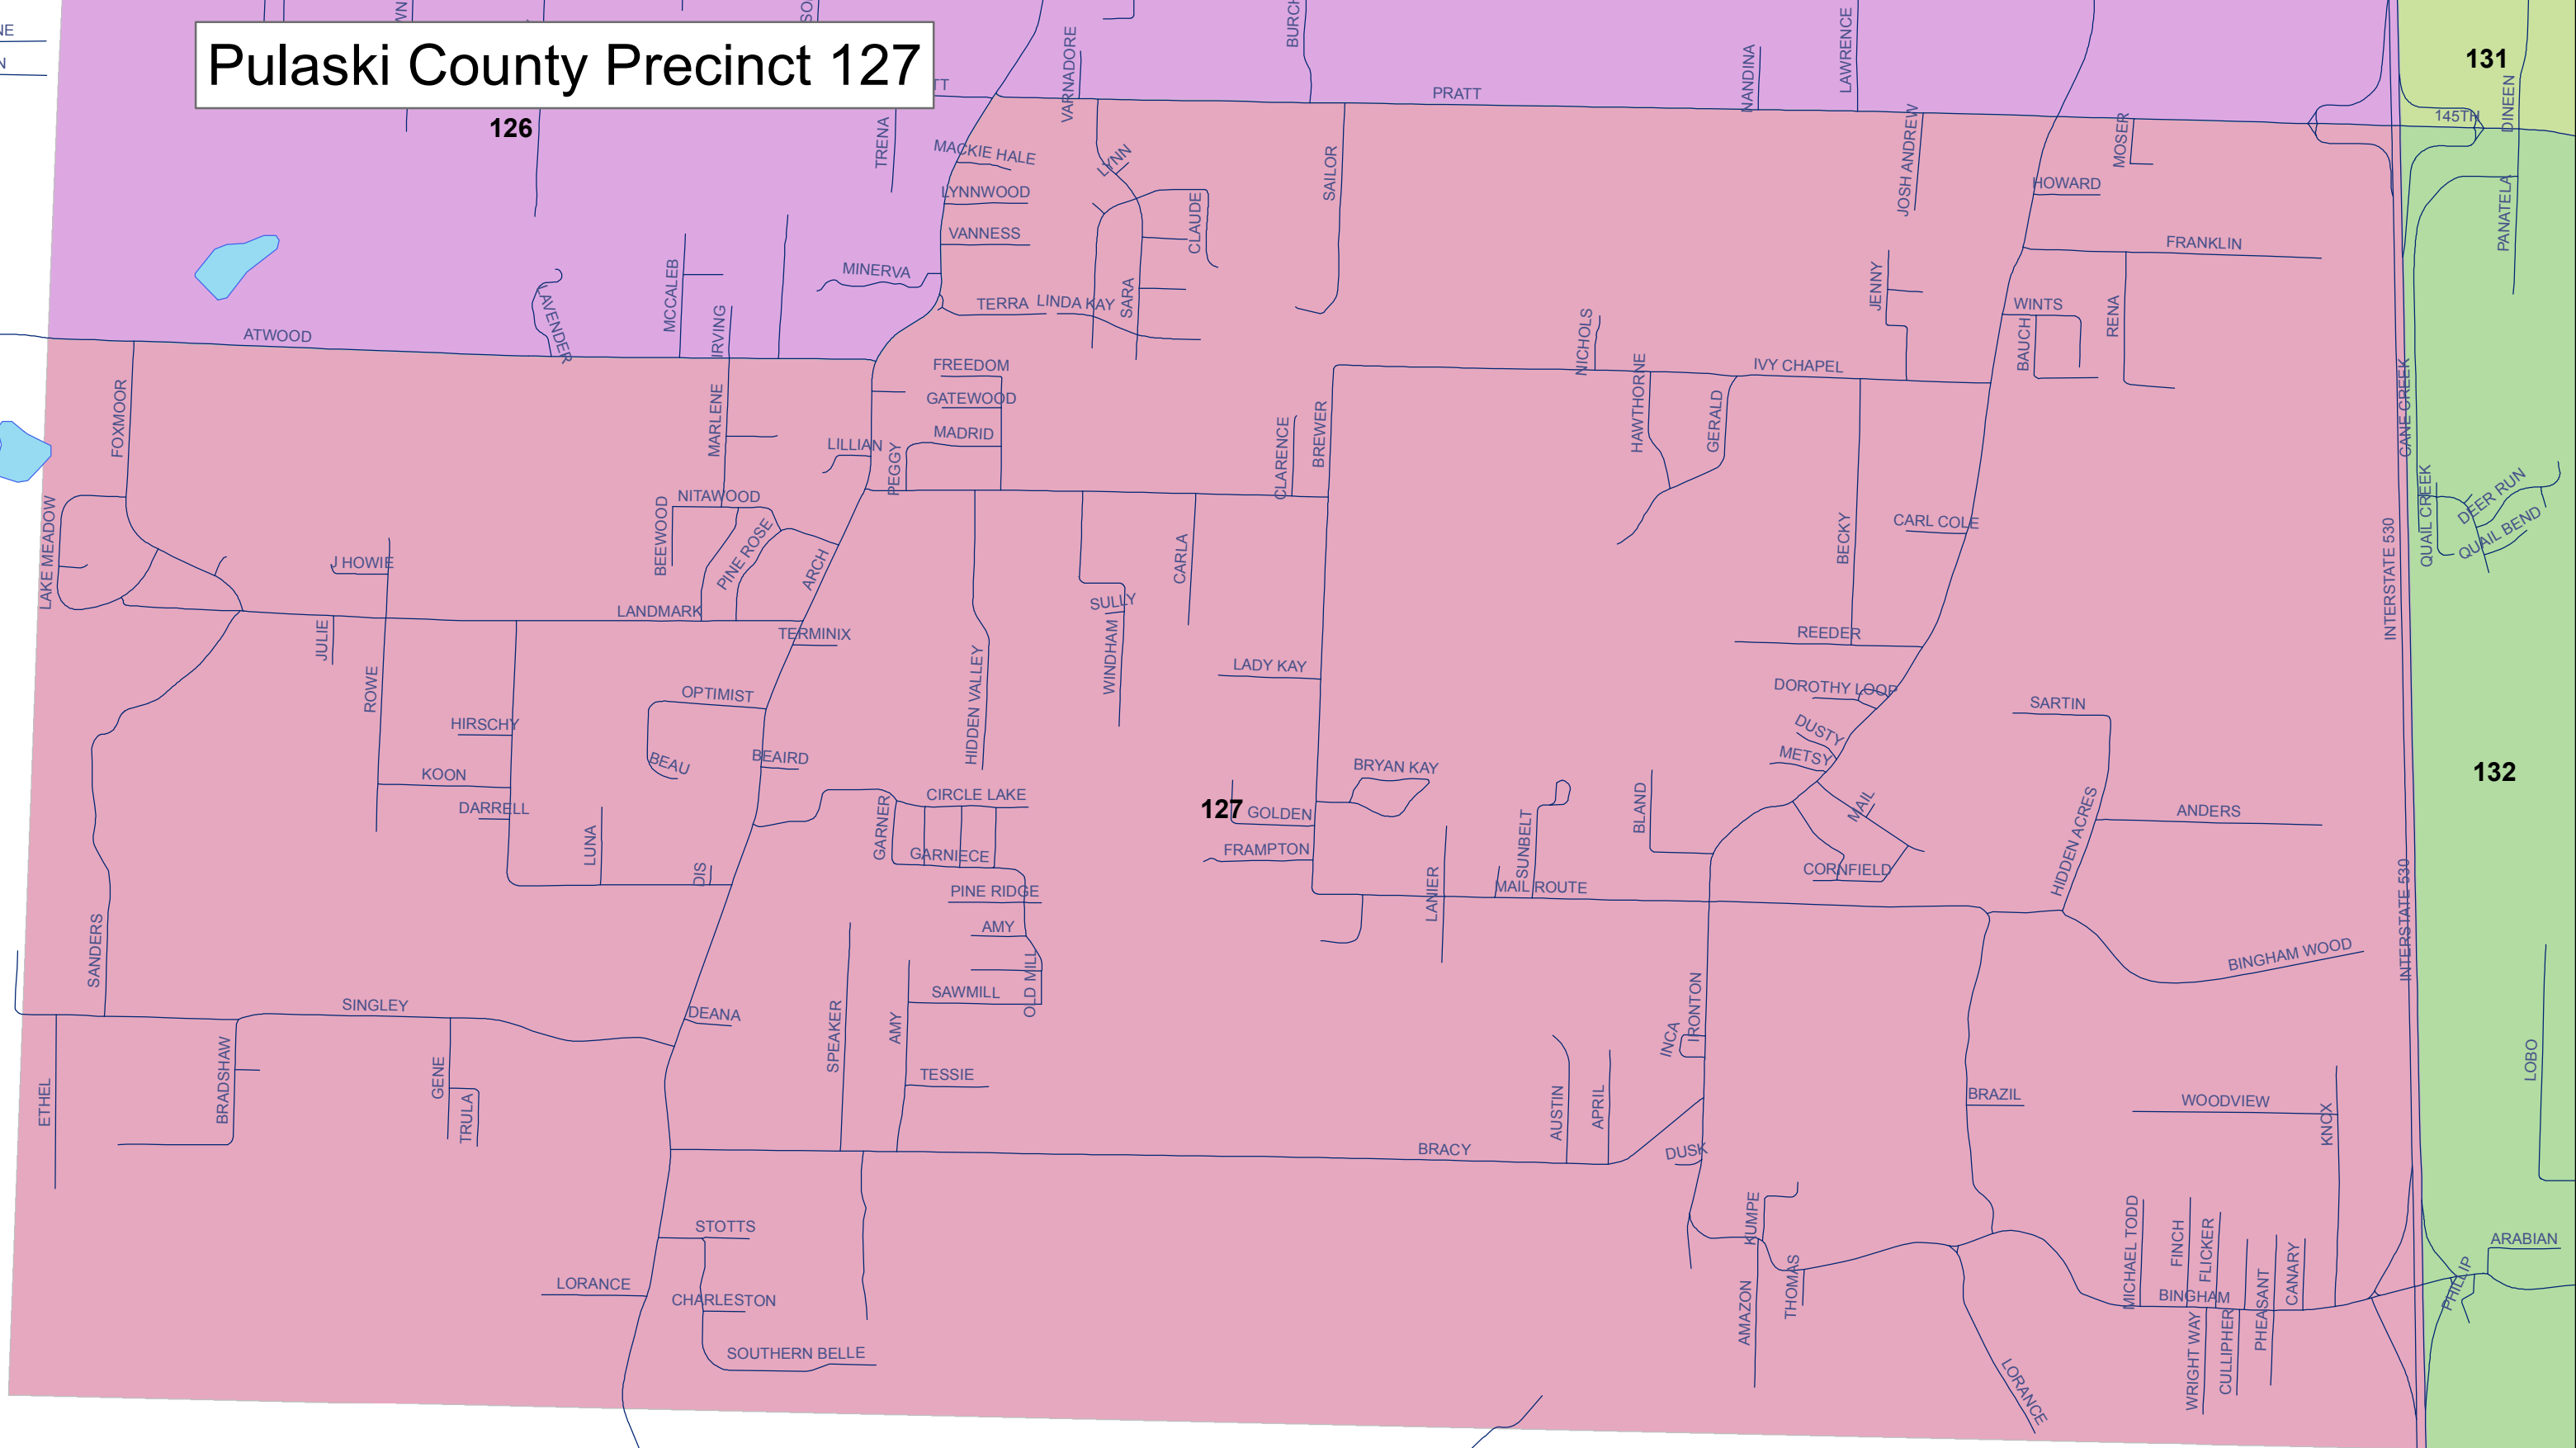 Pulaski County Precinct 127
VARNADORE
PRATT
NANDINA
LAWRENCE
131
DINEEN
145TH
126
TRENA
MACKIE HALE
LYNN
SAILOR
JOSH ANDREW
MOSER
HOWARD
LYNNWOOD
CLAUDE
PANATELA
VANNESS
FRANKLIN
MINERVA
MCCALEB
TERRA
LINDA KAY
SARA
JENNY
WINTS
RENA
LAVENDER
IRVING
ATWOOD
NICHOLS
BAUCH
FREEDOM
IVY CHAPEL
GATEWOOD
FOXMOOR
MARLENE
HAWTHORNE
GERALD
CANE CREEK
MADRID
LILLIAN
PEGGY
CLARENCE
BREWER
NITAWOOD
LAKE MEADOW
BEEWOOD
PINE ROSE
ARCH
CARLA
BECKY
CARL COLE
INTERSTATE 530
QUAIL CREEK
DEER RUN
QUAIL BEND
J HOWIE
LANDMARK
SULLY
JULIE
TERMINIX
WINDHAM
REEDER
LADY KAY
ROWE
HIDDEN VALLEY
OPTIMIST
DOROTHY LOOP
SARTIN
HIRSCHY
DUSTY
BEAU
BEAIRD
METSY
BRYAN KAY
132
KOON
CIRCLE LAKE
DARRELL
127
GOLDEN
BLAND
MAIL
ANDERS
GARNER
SUNBELT
LUNA
GARNIECE
FRAMPTON
HIDDEN ACRES
DIS
CORNFIELD
PINE RIDGE
LANIER
MAIL ROUTE
INTERSTATE 530
AMY
SANDERS
BINGHAM WOOD
OLD MILL
SAWMILL
SINGLEY
DEANA
SPEAKER
AMY
IRONTON
INCA
ETHEL
BRADSHAW
GENE
TRULA
TESSIE
AUSTIN
APRIL
BRAZIL
WOODVIEW
KNOX
LOBO
BRACY
DUSK
STOTTS
KUMPE
MICHAEL TODD
FINCH
FLICKER
ARABIAN
LORANCE
CHARLESTON
AMAZON
THOMAS
BINGHAM
PHEASANT
CANARY
PHILLIP
SOUTHERN BELLE
WRIGHT WAY
CULLIPHER
LORANCE